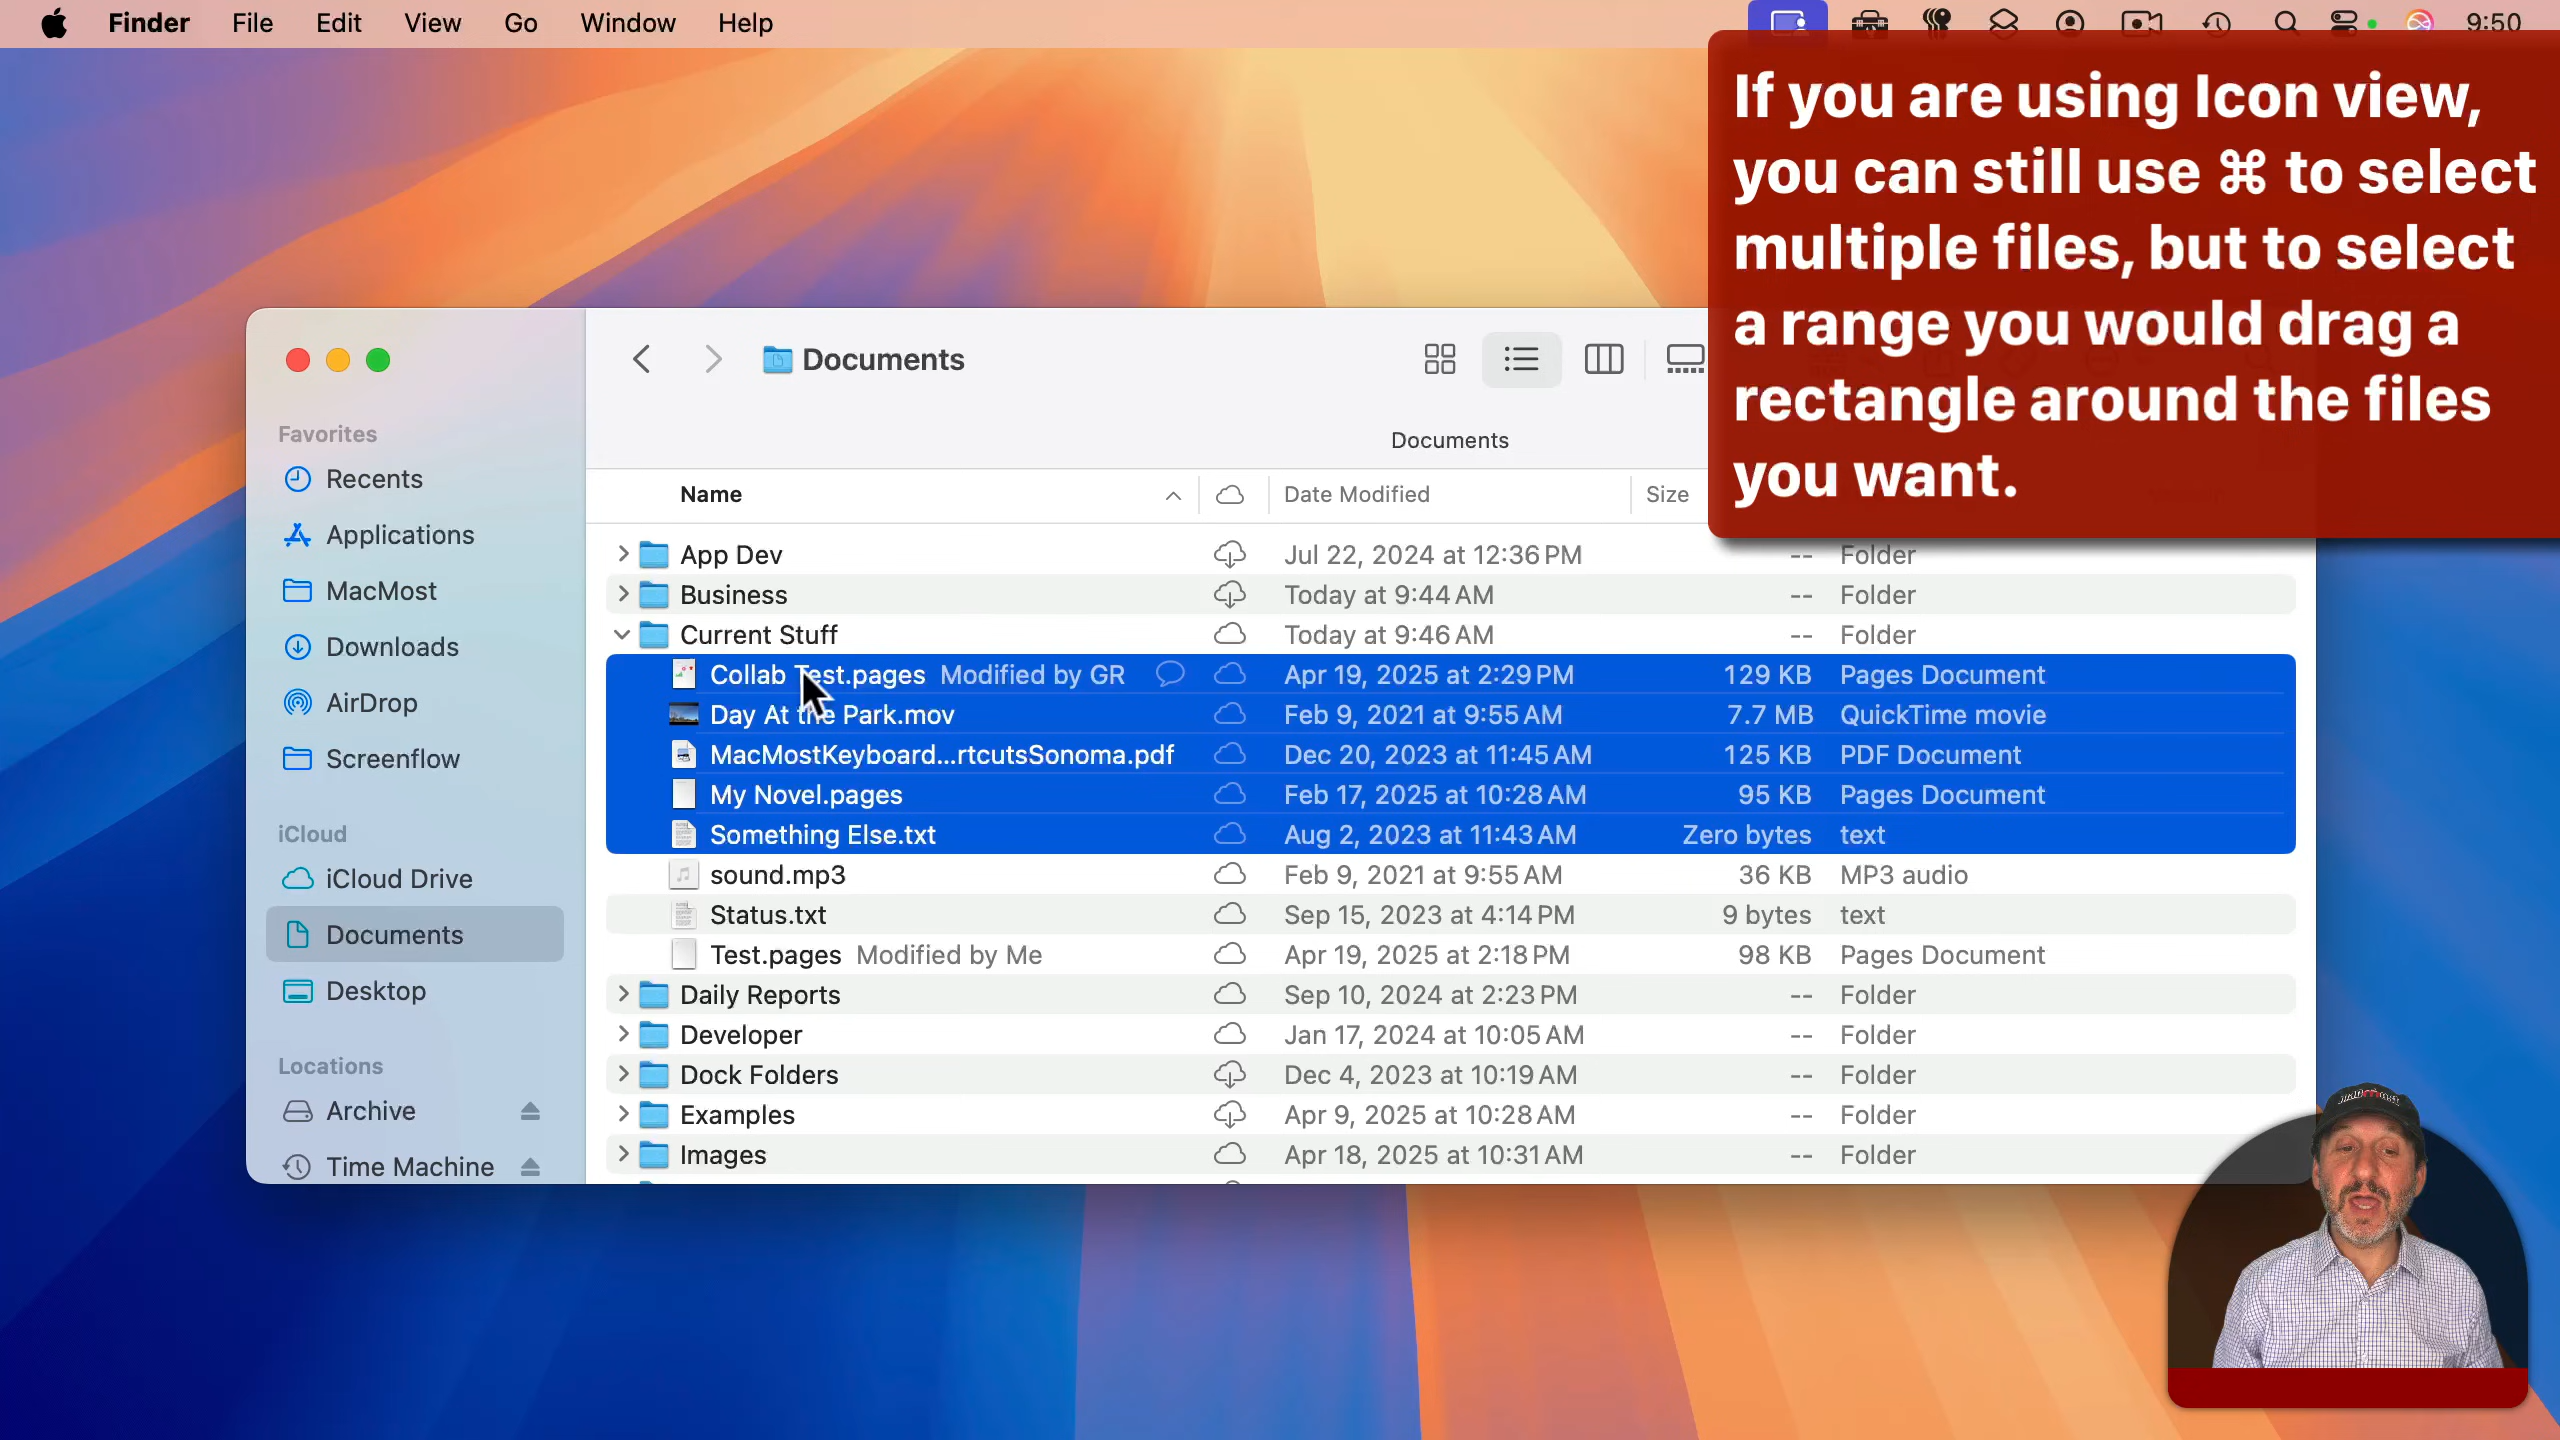 Finder File Edit View Go Window Help 9:50
If you are using Icon view,
you can still use ⌘ to select
multiple files, but to select
a range you would drag a
rectangle around the files
you want.
Documents
Documents
Favorites
Recents
Applications
MacMost
Downloads
AirDrop
Screenflow
iCloud
iCloud Drive
Documents
Desktop
Locations
Archive
Time Machine
Name Date Modified Size
App Dev Jul 22, 2024 at 12:36 PM -- Folder
Business Today at 9:44 AM -- Folder
Current Stuff Today at 9:46 AM -- Folder
Collab Test.pages Modified by GR Apr 19, 2025 at 2:29 PM 129 KB Pages Document
Day At the Park.mov Feb 9, 2021 at 9:55 AM 7.7 MB QuickTime movie
MacMostKeyboard...rtcutsSonoma.pdf Dec 20, 2023 at 11:45 AM 125 KB PDF Document
My Novel.pages Feb 17, 2025 at 10:28 AM 95 KB Pages Document
Something Else.txt Aug 2, 2023 at 11:43 AM Zero bytes text
sound.mp3 Feb 9, 2021 at 9:55 AM 36 KB MP3 audio
Status.txt Sep 15, 2023 at 4:14 PM 9 bytes text
Test.pages Modified by Me Apr 19, 2025 at 2:18 PM 98 KB Pages Document
Daily Reports Sep 10, 2024 at 2:23 PM -- Folder
Developer Jan 17, 2024 at 10:05 AM -- Folder
Dock Folders Dec 4, 2023 at 10:19 AM -- Folder
Examples Apr 9, 2025 at 10:28 AM -- Folder
Images Apr 18, 2025 at 10:31 AM -- Folder